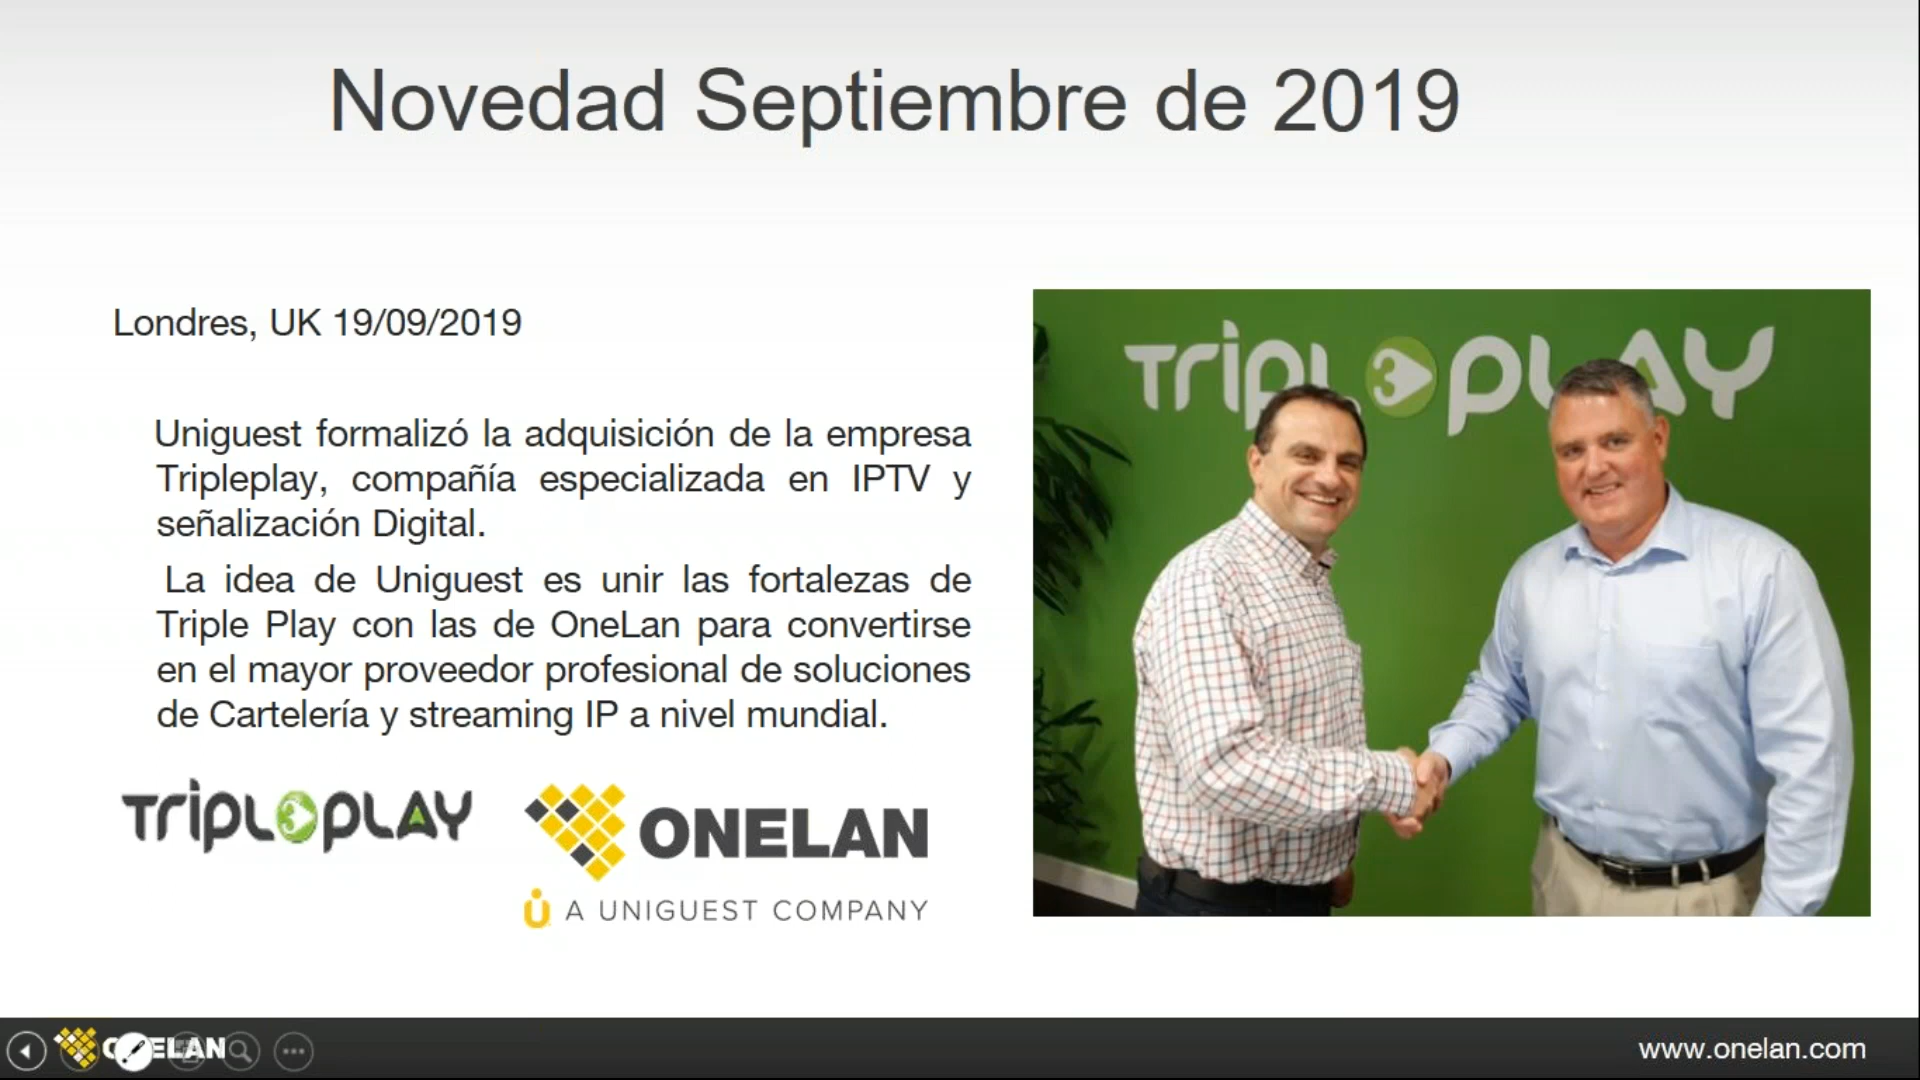 Novedad Septiembre de 2019
Londres, UK 19/09/2019
Uniguest formalizó la adquisición de la empresa
Tripleplay, compañía especializada en IPTV y
señalización Digital.
La idea de Uniguest es unir las fortalezas de
Triple Play con las de OneLan para convertirse
en el mayor proveedor profesional de soluciones
de Cartelería y streaming IP a nivel mundial.
TRIPL3PLAY
ONELAN
A UNIGUEST COMPANY
TRIPL3PLAY
ONELAN
www.onelan.com